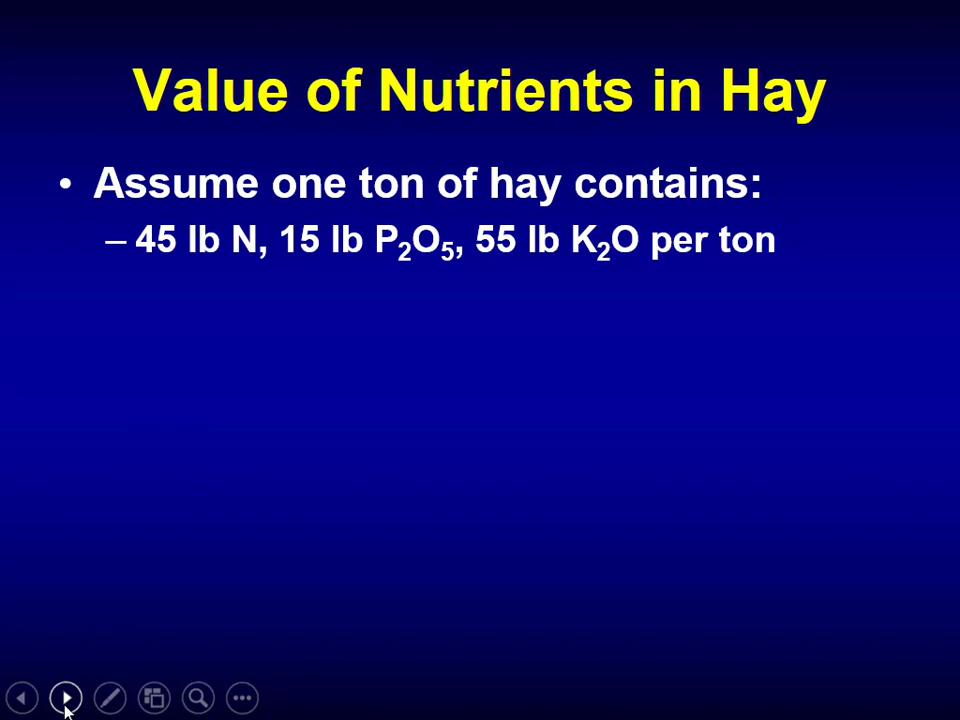 Value of Nutrients in Hay
• Assume one ton of hay contains:
– 45 lb N, 15 lb P₂O₅, 55 lb K₂O per ton